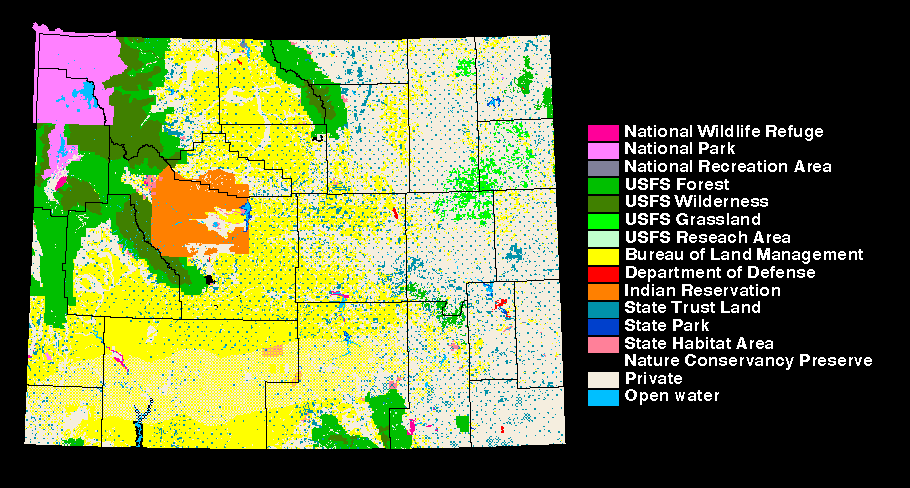 National Wildlife Refuge
National Park
National Recreation Area
USFS Forest
USFS Wilderness
USFS Grassland
USFS Reseach Area
Bureau of Land Management
Department of Defense
Indian Reservation
State Trust Land
State Park
State Habitat Area
Nature Conservancy Preserve
Private
Open water